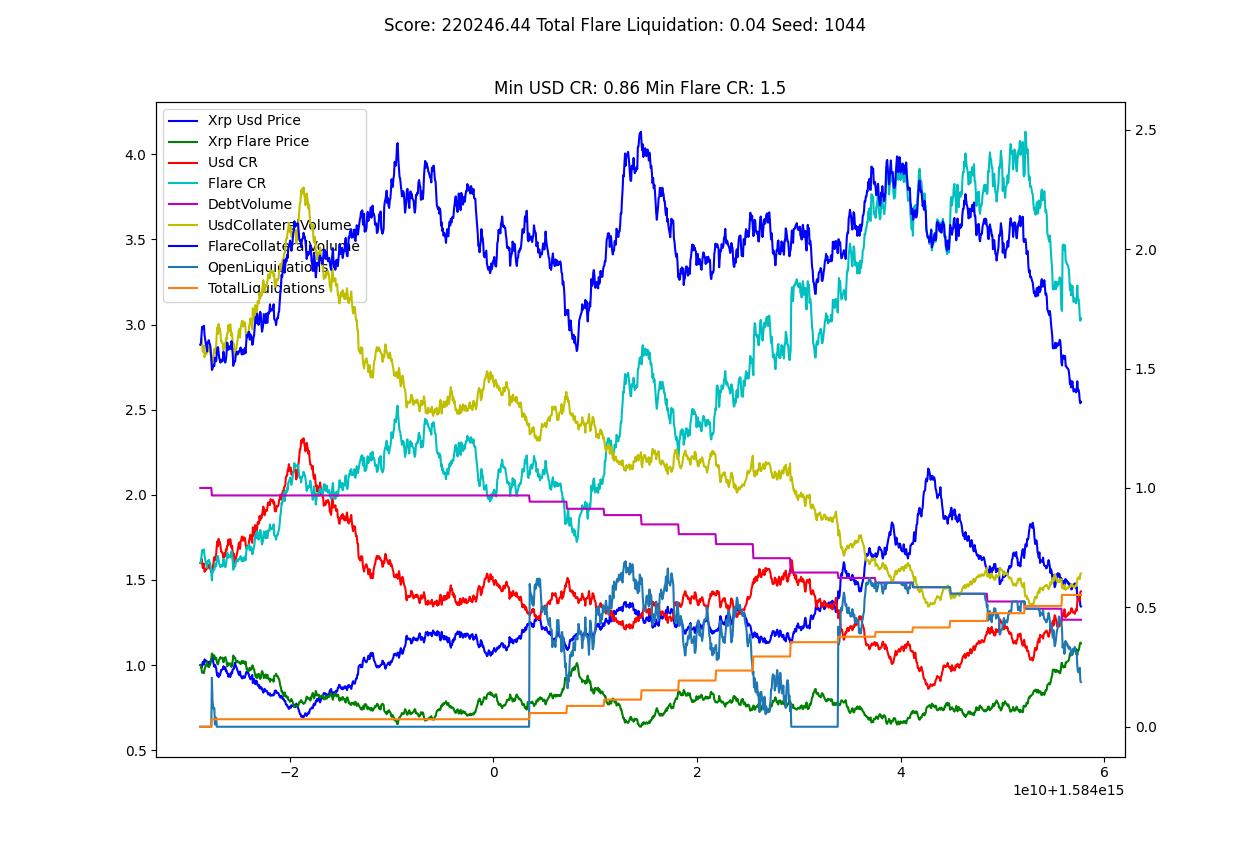 Score: 220246.44 Total Flare Liquidation: 0.04 Seed: 1044
Min USD CR: 0.86 Min Flare CR: 1.5
Xrp Usd Price
Xrp Flare Price
Usd CR
Flare CR
DebtVolume
UsdCollateralVolume
FlareCollateralVolume
OpenLiquidations
TotalLiquidations
4.0
3.5
3.0
2.5
2.0
1.5
1.0
0.5
2.5
2.0
1.5
1.0
0.5
0.0
−2
0
2
4
6
1e10+1.584e15